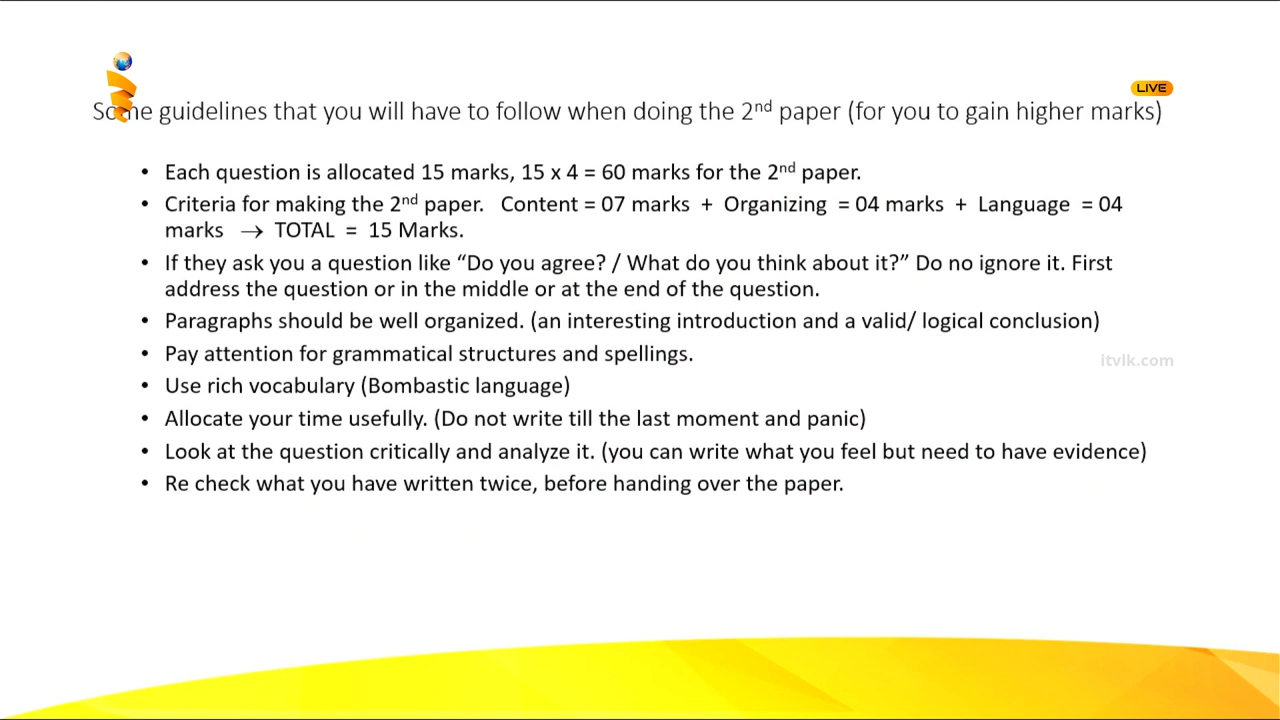 LIVE
Some guidelines that you will have to follow when doing the 2nd paper (for you to gain higher marks)
• Each question is allocated 15 marks, 15 x 4 = 60 marks for the 2nd paper.
• Criteria for making the 2nd paper. Content = 07 marks + Organizing = 04 marks + Language = 04
marks → TOTAL = 15 Marks.
• If they ask you a question like “Do you agree? / What do you think about it?” Do no ignore it. First
address the question or in the middle or at the end of the question.
• Paragraphs should be well organized. (an interesting introduction and a valid/ logical conclusion)
• Pay attention for grammatical structures and spellings.
itvlk.com
• Use rich vocabulary (Bombastic language)
• Allocate your time usefully. (Do not write till the last moment and panic)
• Look at the question critically and analyze it. (you can write what you feel but need to have evidence)
• Re check what you have written twice, before handing over the paper.